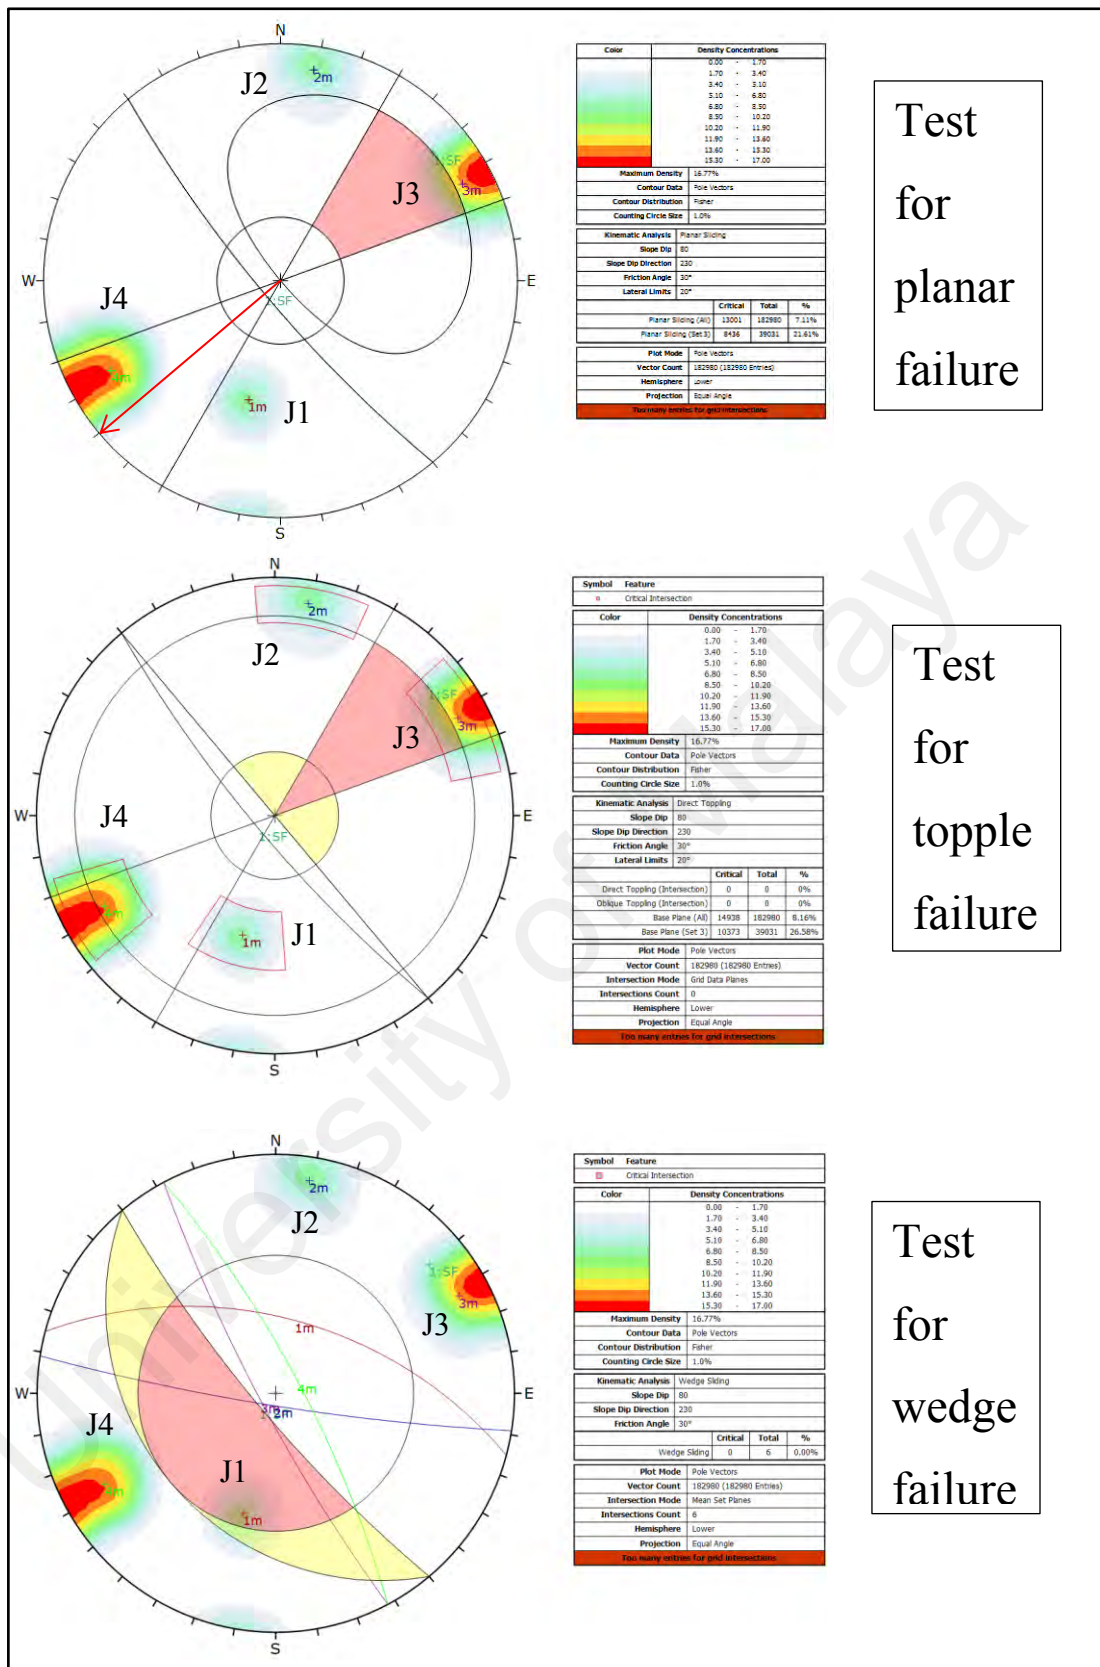 N
J2
2m
1:SF
J3
3m
W
E
1:SF
J4
4m
1m
J1
S
Color Density Concentrations
0.00 - 1.70
1.70 - 3.40
3.40 - 5.10
5.10 - 6.80
6.80 - 8.50
8.50 - 10.20
10.20 - 11.90
11.90 - 13.60
13.60 - 15.30
15.30 - 17.00
Maximum Density 16.77%
Contour Data Pole Vectors
Contour Distribution Fisher
Counting Circle Size 1.0%
Kinematic Analysis Planar Sliding
Slope Dip 80
Slope Dip Direction 230
Friction Angle 30°
Lateral Limits 20°
Critical Total %
Planar Sliding (All) 13001 182980 7.11%
Planar Sliding (Set 3) 8436 39031 21.61%
Plot Mode Pole Vectors
Vector Count 182980 (182980 Entries)
Hemisphere Lower
Projection Equal Angle
Too many entries for grid intersections
Test
for
planar
failure
N
2m
J2
1:SF
J3
3m
W
E
J4
1:SF
4m
J1
1m
S
Symbol Feature
Critical Intersection
Color Density Concentrations
0.00 - 1.70
1.70 - 3.40
3.40 - 5.10
5.10 - 6.80
6.80 - 8.50
8.50 - 10.20
10.20 - 11.90
11.90 - 13.60
13.60 - 15.30
15.30 - 17.00
Maximum Density 16.77%
Contour Data Pole Vectors
Contour Distribution Fisher
Counting Circle Size 1.0%
Kinematic Analysis Direct Toppling
Slope Dip 80
Slope Dip Direction 230
Friction Angle 30°
Lateral Limits 20°
Critical Total %
Direct Toppling (Intersection) 0 0 0%
Oblique Toppling (Intersection) 0 0 0%
Base Plane (All) 14938 182980 8.16%
Base Plane (Set 3) 10373 39031 26.58%
Plot Mode Pole Vectors
Vector Count 182980 (182980 Entries)
Intersection Mode Grid Data Planes
Intersections Count 0
Hemisphere Lower
Projection Equal Angle
Too many entries for grid intersections
Test
for
topple
failure
N
2m
J2
1:SF
3m
J3
1m
W
E
4m
3m
2m
J4
J1
1m
S
Symbol Feature
Critical Intersection
Color Density Concentrations
0.00 - 1.70
1.70 - 3.40
3.40 - 5.10
5.10 - 6.80
6.80 - 8.50
8.50 - 10.20
10.20 - 11.90
11.90 - 13.60
13.60 - 15.30
15.30 - 17.00
Maximum Density 16.77%
Contour Data Pole Vectors
Contour Distribution Fisher
Counting Circle Size 1.0%
Kinematic Analysis Wedge Sliding
Slope Dip 80
Slope Dip Direction 230
Friction Angle 30°
Critical Total %
Wedge Sliding 0 6 0.00%
Plot Mode Pole Vectors
Vector Count 182980 (182980 Entries)
Intersection Mode Mean Set Planes
Intersections Count 6
Hemisphere Lower
Projection Equal Angle
Too many entries for grid intersections
Test
for
wedge
failure
University of Malaya